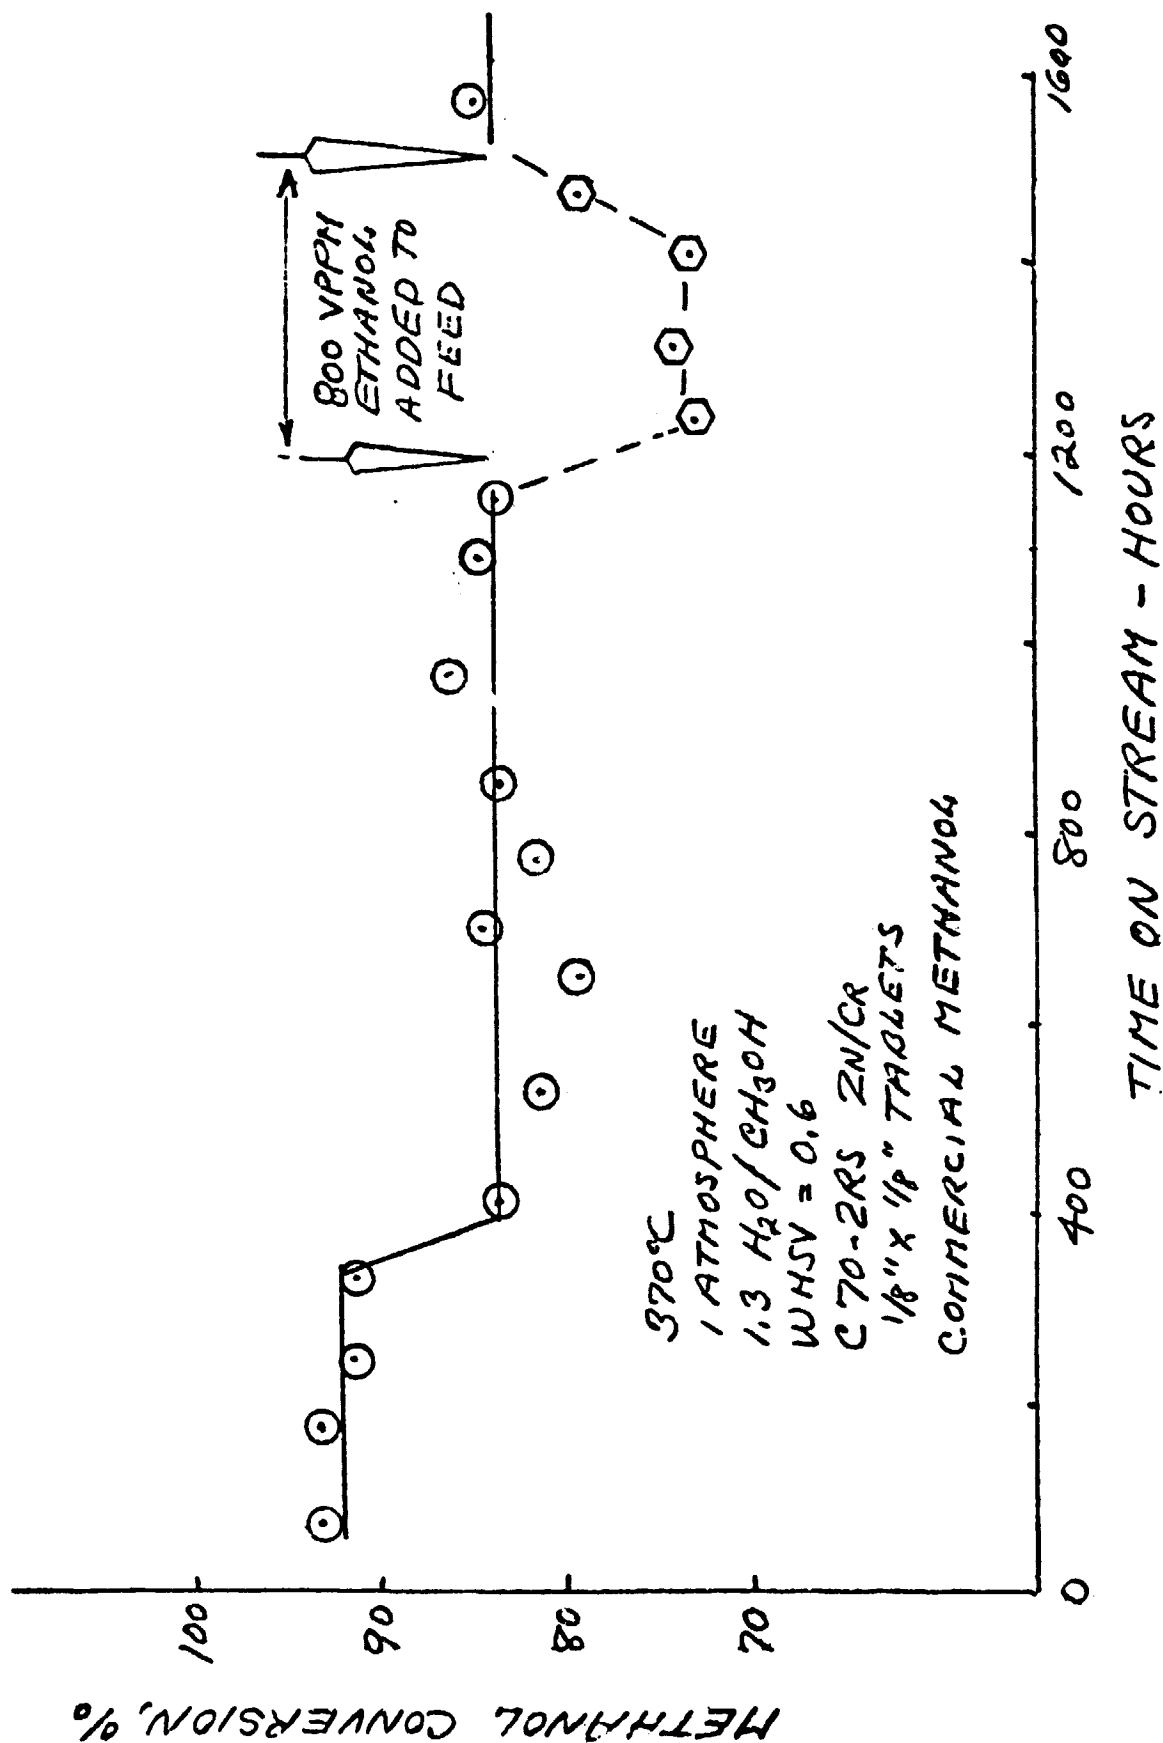 METHANOL CONVERSION, %
100
90
80
70
800 VPPM
ETHANOL
ADDED TO
FEED
370°C
1 ATMOSPHERE
1.3 H₂O/CH₃OH
WHSV = 0.6
C70-2RS ZN/CR
1/8" X 1/8" TABLETS
COMMERCIAL METHANOL
0
400
800
1200
1600
TIME ON STREAM - HOURS